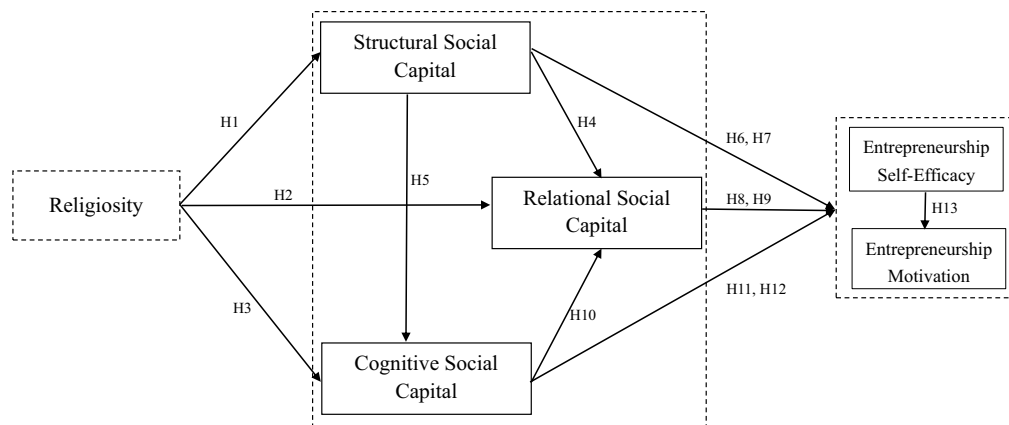 Structural Social
Capital
H1
H4
H6, H7
Entrepreneurship
Self-Efficacy
H5
Religiosity
H2
Relational Social
Capital
H8, H9
H13
Entrepreneurship
Motivation
H3
H10
H11, H12
Cognitive Social
Capital